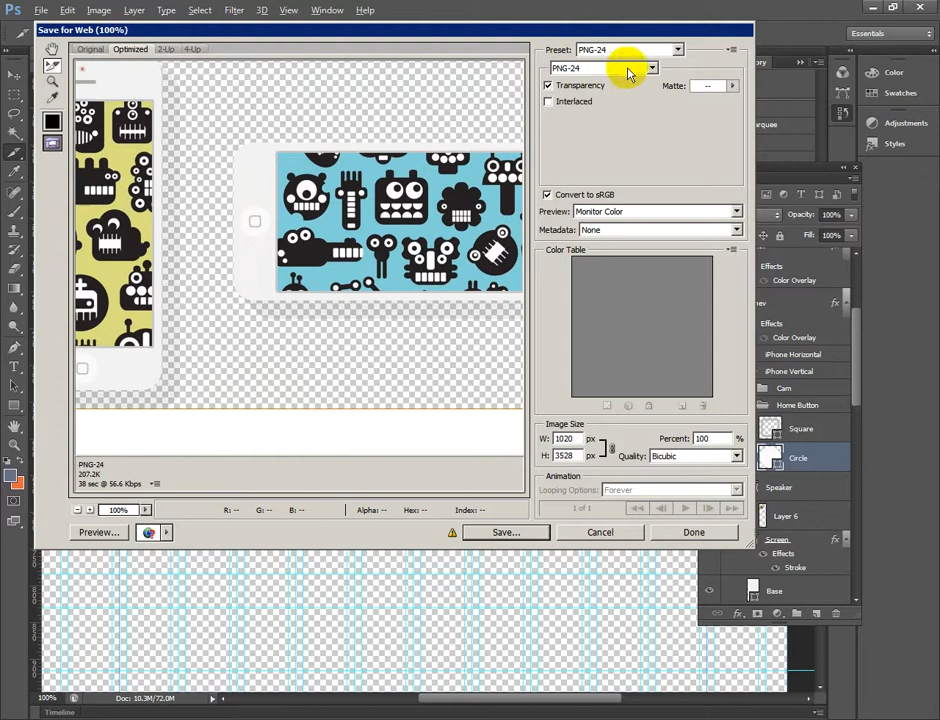 Ps File Edit Image Layer Type Select Filter 3D View Window Help
Essentials
Save for Web (100%)
Original Optimized 2-Up 4-Up
Preset: PNG-24
PNG-24
Transparency
Matte: --
Interlaced
Convert to sRGB
Preview: Monitor Color
Metadata: None
Color Table
Image Size
W: 1020 px
Percent: 100 %
H: 3528 px
Quality: Bicubic
Animation
Looping Options: Forever
1 of 1
PNG-24
207.2K
38 sec @ 56.6 Kbps
100%
R: -- G: -- B: --
Alpha: -- Hex: -- Index: --
Preview...
Save...
Cancel
Done
Color
Swatches
Adjustments
Styles
Opacity: 100%
Fill: 100%
Effects
Color Overlay
Effects
Color Overlay
iPhone Horizontal
iPhone Vertical
Cam
Home Button
Square
Circle
Speaker
Layer 6
Screen
Effects
Stroke
Base
fx
100%
Doc: 10.3M/72.0M
Timeline